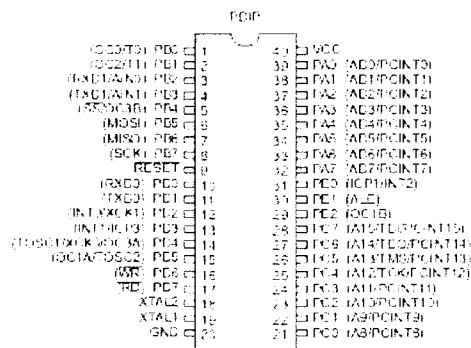 PDIP
(OC0/T0) PB0 1 40 VCC
(OC2/T1) PB1 2 39 PA0 (AD0/PCINT0)
(RXD1/AIN0) PB2 3 38 PA1 (AD1/PCINT1)
(TXD1/AIN1) PB3 4 37 PA2 (AD2/PCINT2)
(SS/OC3B) PB4 5 36 PA3 (AD3/PCINT3)
(MOSI) PB5 6 35 PA4 (AD4/PCINT4)
(MISO) PB6 7 34 PA5 (AD5/PCINT5)
(SCK) PB7 8 33 PA6 (AD6/PCINT6)
RESET 9 32 PA7 (AD7/PCINT7)
(RXD0) PD0 10 31 PE0 (ICP1/INT2)
(TXD0) PD1 11 30 PE1 (ALE)
(INT0/XCK1) PD2 12 29 PE2 (OC1B)
(INT1/ICP3) PD3 13 28 PC7 (A15/TDI/PCINT15)
(TOSC1/XCK0/OC3A) PD4 14 27 PC6 (A14/TDO/PCINT14)
(OC1A/TOSC2) PD5 15 26 PC5 (A13/TMS/PCINT13)
(WR) PD6 16 25 PC4 (A12/TCK/PCINT12)
(RD) PD7 17 24 PC3 (A11/PCINT11)
XTAL2 18 23 PC2 (A10/PCINT10)
XTAL1 19 22 PC1 (A9/PCINT9)
GND 20 21 PC0 (A8/PCINT8)